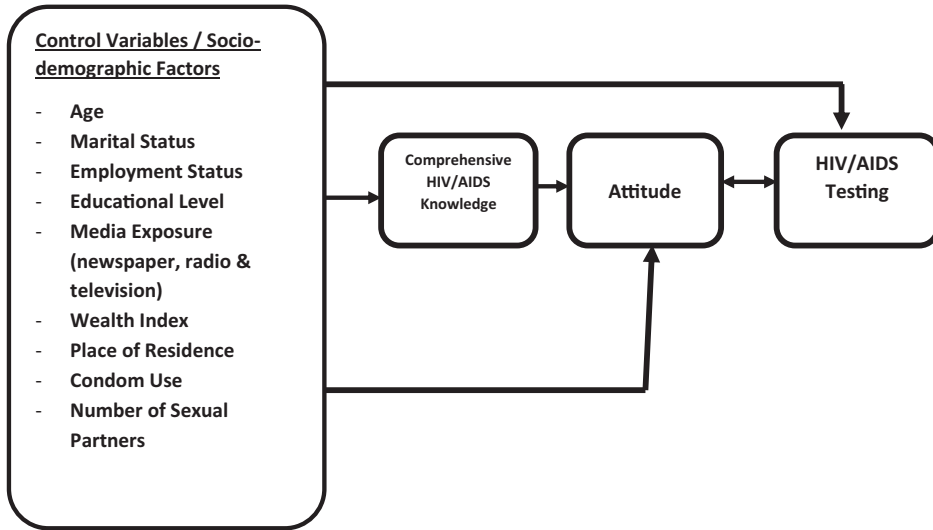 Control Variables / Socio-
demographic Factors
- Age
- Marital Status
- Employment Status
- Educational Level
- Media Exposure
(newspaper, radio &
television)
- Wealth Index
- Place of Residence
- Condom Use
- Number of Sexual
Partners
Comprehensive
HIV/AIDS
Knowledge
Attitude
HIV/AIDS
Testing